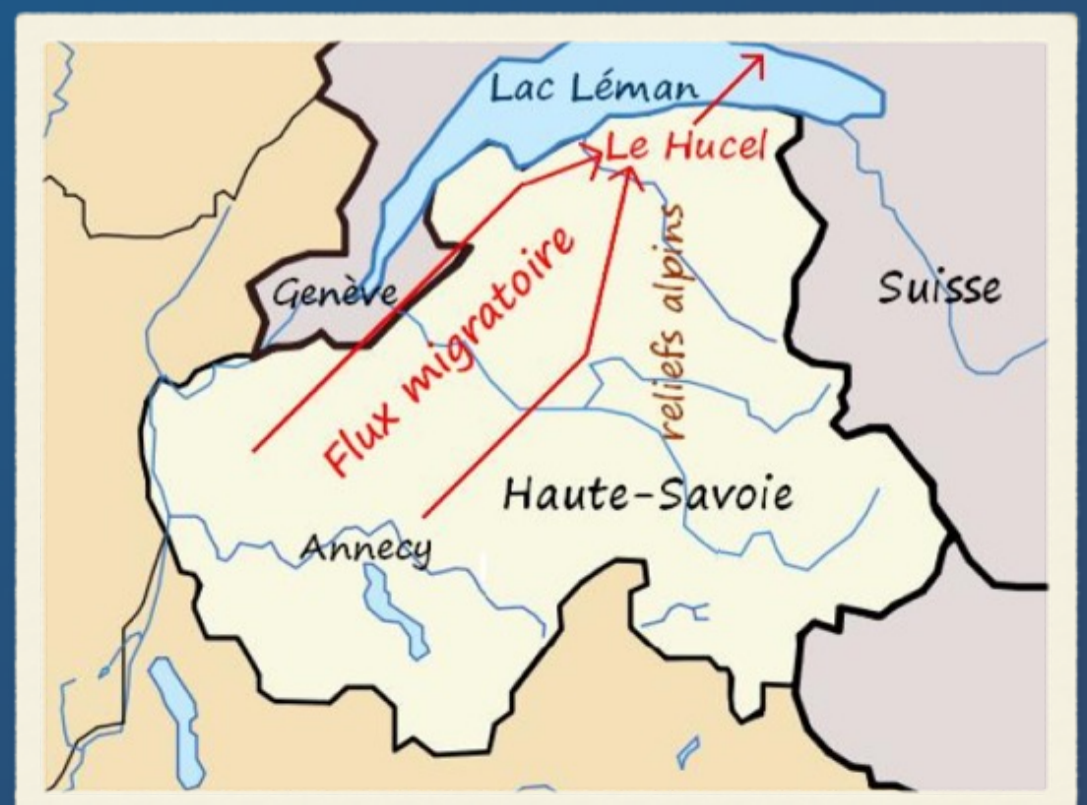 Lac Léman
Le Hucel
reliefs alpins
Flux migratoire
Genève
Suisse
Haute-Savoie
Annecy